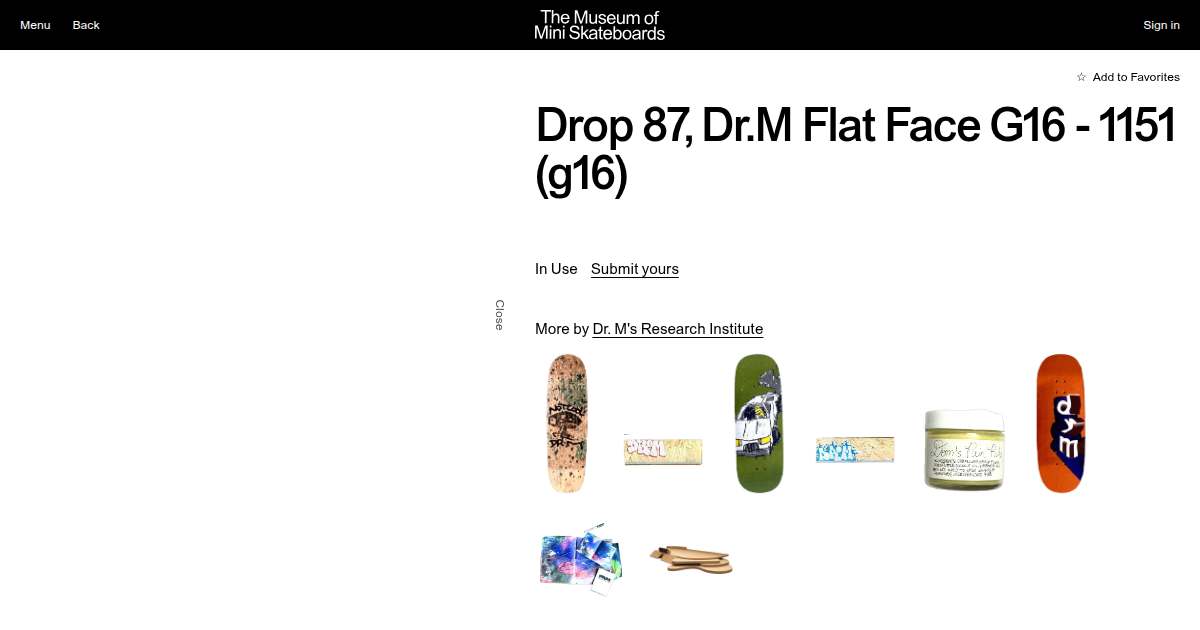 Menu
Back
The Museum of
Mini Skateboards
Sign in
☆ Add to Favorites
Drop 87, Dr.M Flat Face G16 - 1151
(g16)
In Use
Submit yours
Close
More by Dr. M's Research Institute